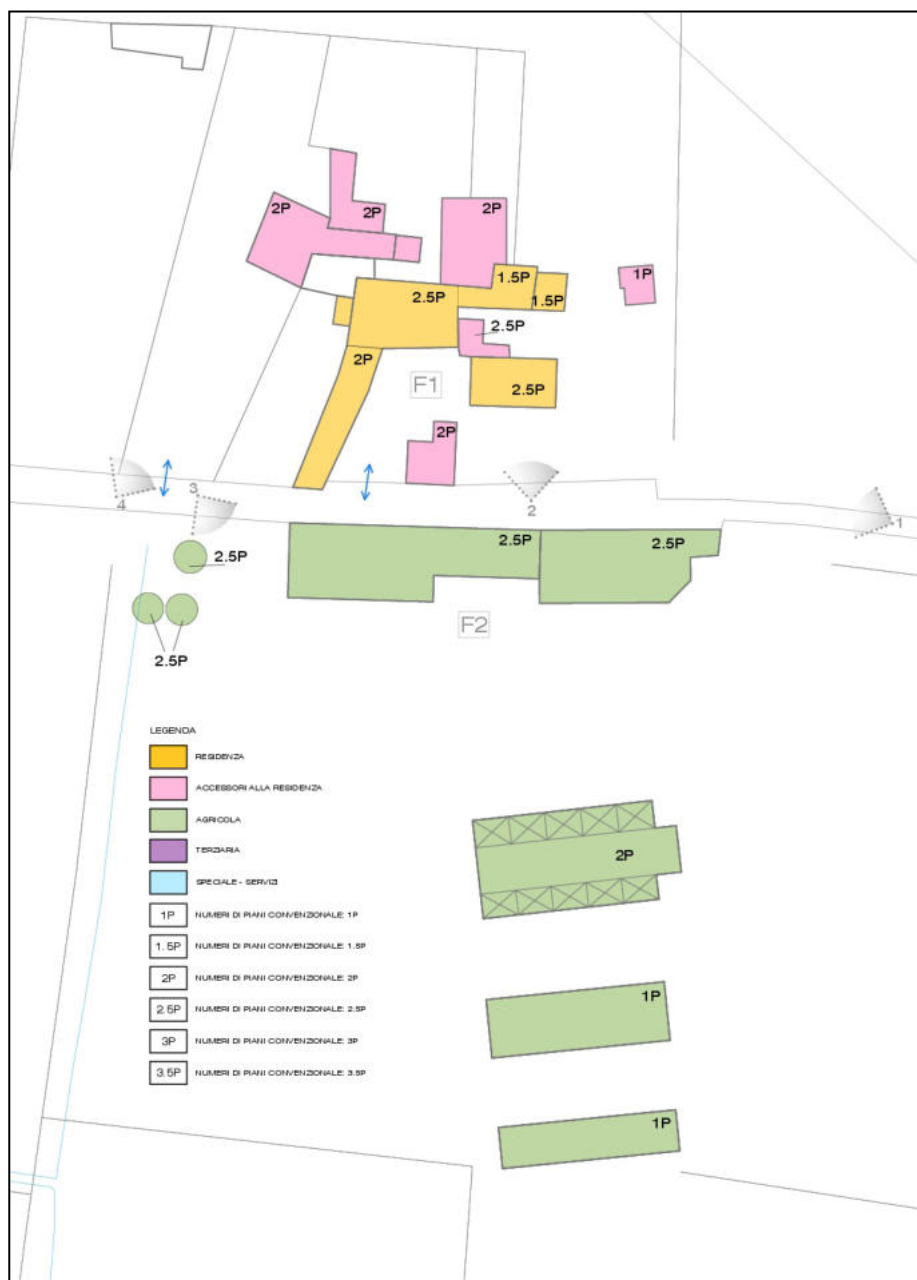 2P
2P
2P
1P
1.5P
2.5P
1.5P
2.5P
2P
F1
2.5P
2P
3
4
2
1
2.5P
2.5P
2.5P
F2
2.5P
LEGENDA
RESIDENZA
ACCESSORI ALLA RESIDENZA
AGRICOLA
TERZIARIA
SPECIALE - SERVIZI
1P NUMERI DI PIANI CONVENZIONALE: 1P
1.5P NUMERI DI PIANI CONVENZIONALE: 1.5P
2P NUMERI DI PIANI CONVENZIONALE: 2P
2.5P NUMERI DI PIANI CONVENZIONALE: 2.5P
3P NUMERI DI PIANI CONVENZIONALE: 3P
3.5P NUMERI DI PIANI CONVENZIONALE: 3.5P
2P
1P
1P